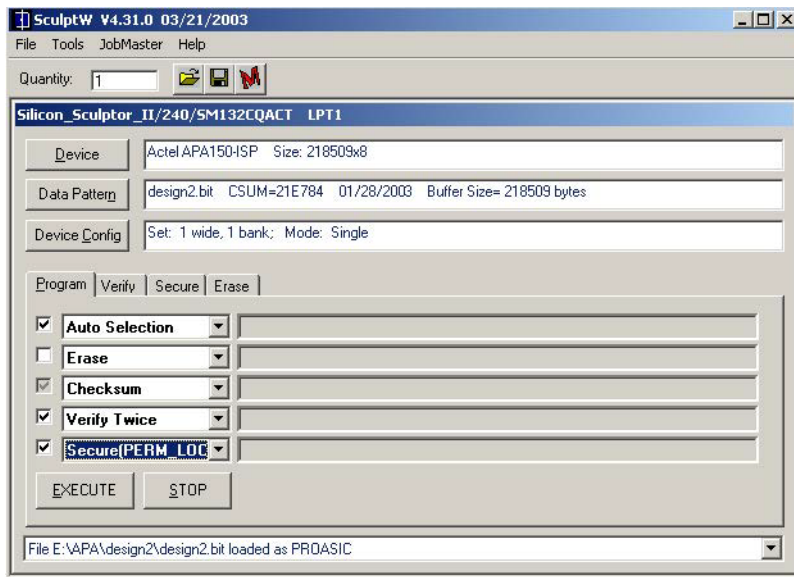 SculptW V4.31.0 03/21/2003
File Tools JobMaster Help
Quantity: 1
Silicon_Sculptor_II/240/SM132CQACT LPT1
Device Actel APA150-ISP Size: 218509x8
Data Pattern design2.bit CSUM=21E784 01/28/2003 Buffer Size= 218509 bytes
Device Config Set: 1 wide, 1 bank; Mode: Single
Program Verify Secure Erase
Auto Selection
Erase
Checksum
Verify Twice
Secure(PERM_LOC
EXECUTE STOP
File E:\APA\design2\design2.bit loaded as PROASIC